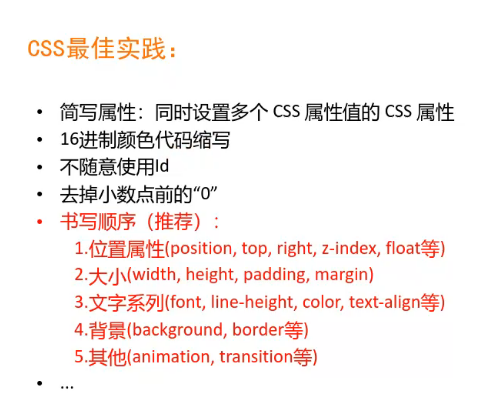 CSS最佳实践：
• 简写属性：同时设置多个 CSS 属性值的 CSS 属性
• 16进制颜色代码缩写
• 不随意使用Id
• 去掉小数点前的“0”
• 书写顺序（推荐）：
1.位置属性(position, top, right, z-index, float等)
2.大小(width, height, padding, margin)
3.文字系列(font, line-height, color, text-align等)
4.背景(background, border等)
5.其他(animation, transition等)
• ...